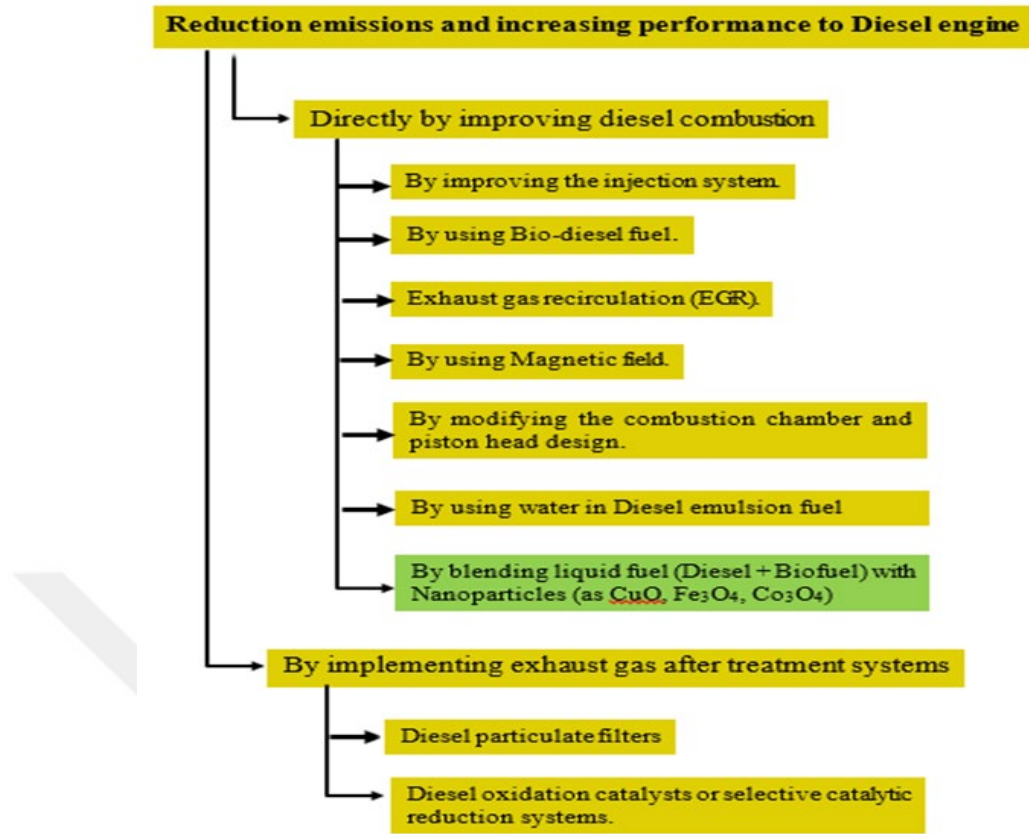 Reduction emissions and increasing performance to Diesel engine
Directly by improving diesel combustion
By improving the injection system.
By using Bio-diesel fuel.
Exhaust gas recirculation (EGR).
By using Magnetic field.
By modifying the combustion chamber and
piston head design.
By using water in Diesel emulsion fuel
By blending liquid fuel (Diesel + Biofuel) with
Nanoparticles (as CuO, Fe₃O₄, Co₃O₄)
By implementing exhaust gas after treatment systems
Diesel particulate filters
Diesel oxidation catalysts or selective catalytic
reduction systems.